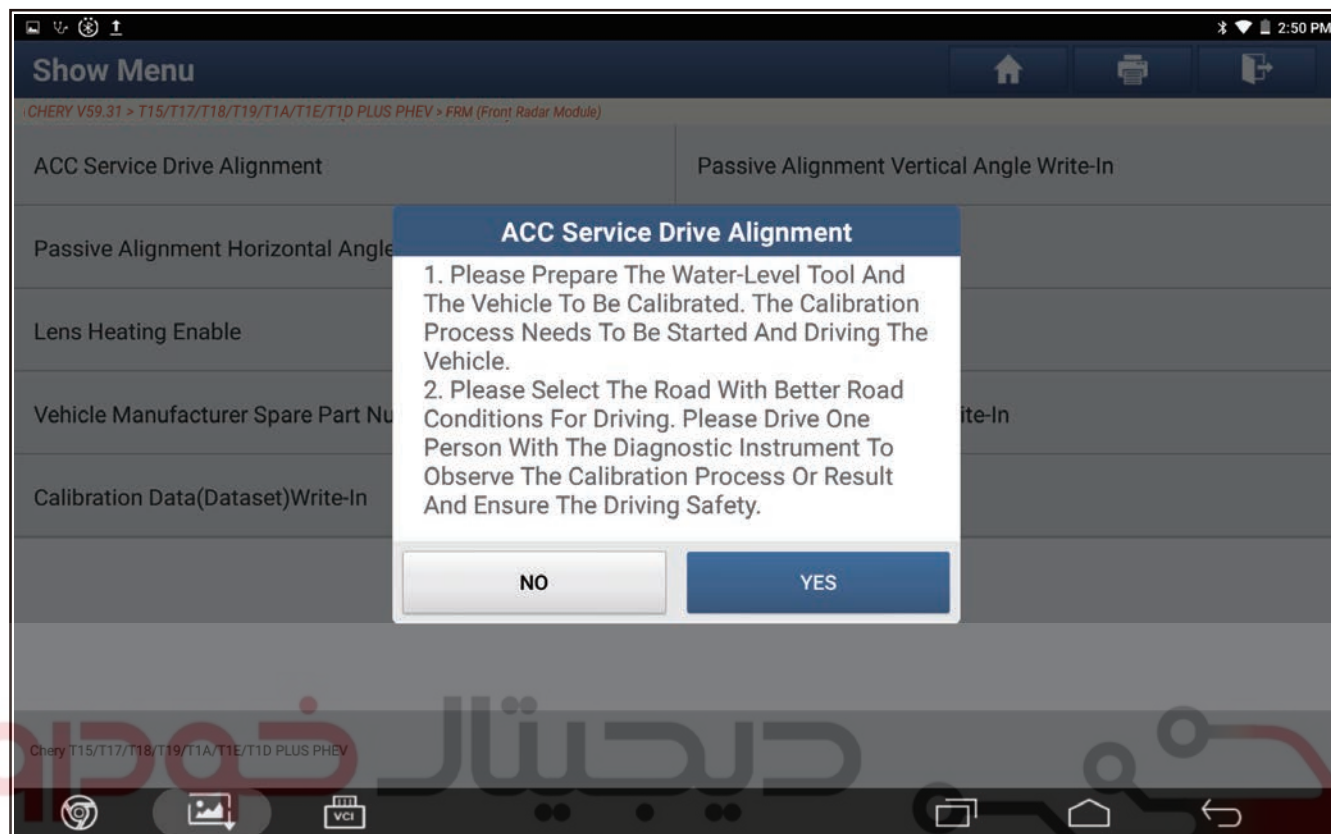 2:50 PM
Show Menu
CHERY V59.31 > T15/T17/T18/T19/T1A/T1E/T1D PLUS PHEV > FRM (Front Radar Module)
ACC Service Drive Alignment
Passive Alignment Vertical Angle Write-In
Passive Alignment Horizontal Angle
ACC Service Drive Alignment
1. Please Prepare The Water-Level Tool And
The Vehicle To Be Calibrated. The Calibration
Process Needs To Be Started And Driving The
Vehicle.
2. Please Select The Road With Better Road
Conditions For Driving. Please Drive One
Person With The Diagnostic Instrument To
Observe The Calibration Process Or Result
And Ensure The Driving Safety.
NO
YES
Lens Heating Enable
Vehicle Manufacturer Spare Part Nu
ite-In
Calibration Data(Dataset)Write-In
Chery T15/T17/T18/T19/T1A/T1E/T1D PLUS PHEV
دیجیتال خودرو
VCI